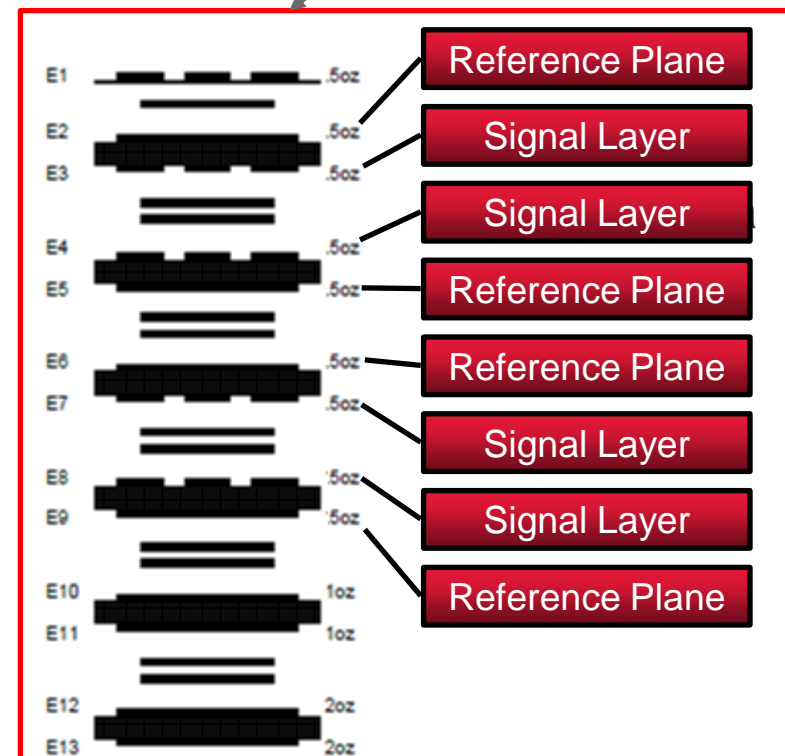 E1 .5oz Reference Plane
E2 .5oz
E3 .5oz Signal Layer
Signal Layer
E4 .5oz
E5 .5oz Reference Plane
E6 .5oz Reference Plane
E7 .5oz Signal Layer
E8 .5oz
E9 .5oz Signal Layer
E10 1oz Reference Plane
E11 1oz
E12 2oz
E13 2oz